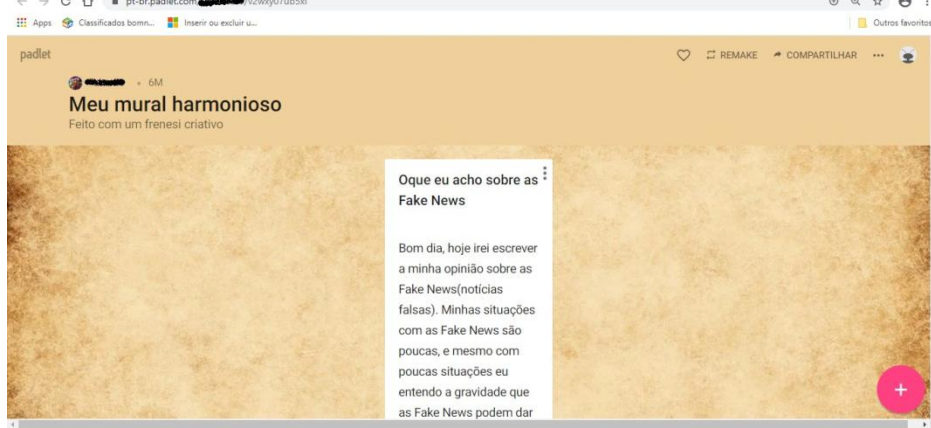 pt-br.padlet.com/
Apps Classificados bomn... Inserir ou excluir u... Outros favoritos
padlet REMAKE COMPARTILHAR
6M
Meu mural harmonioso
Feito com um frenesi criativo
Oque eu acho sobre as
Fake News
Bom dia, hoje irei escrever
a minha opinião sobre as
Fake News(notícias
falsas). Minhas situações
com as Fake News são
poucas, e mesmo com
poucas situações eu
entendo a gravidade que
as Fake News podem dar